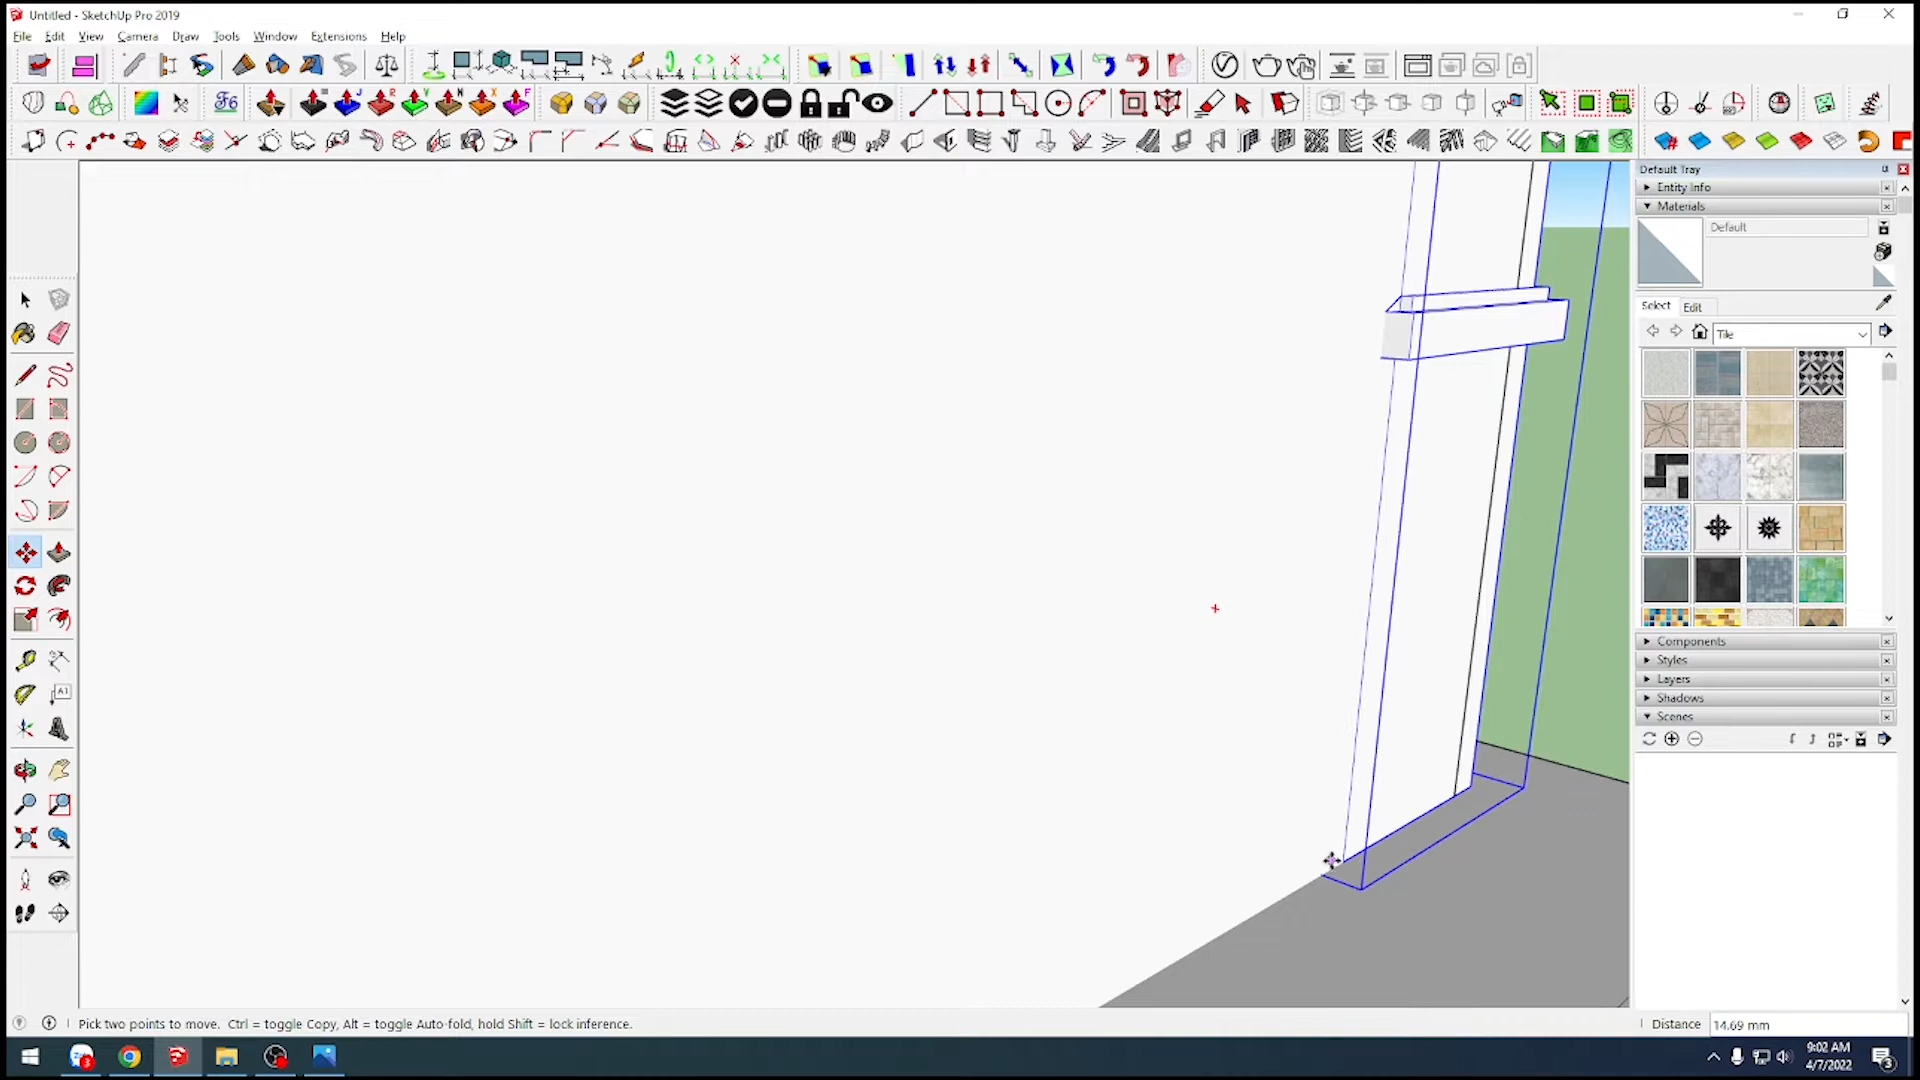 Untitled - SketchUp Pro 2019
File Edit View Camera Draw Tools Window Extensions Help
Default Tray
Entity Info
Materials
Default
Select Edit
Tile
Components
Styles
Layers
Shadows
Scenes
Pick two points to move. Ctrl = toggle Copy, Alt = toggle Auto-fold, hold Shift = lock inference.
Distance 14.69 mm
9:02 AM
4/7/2022